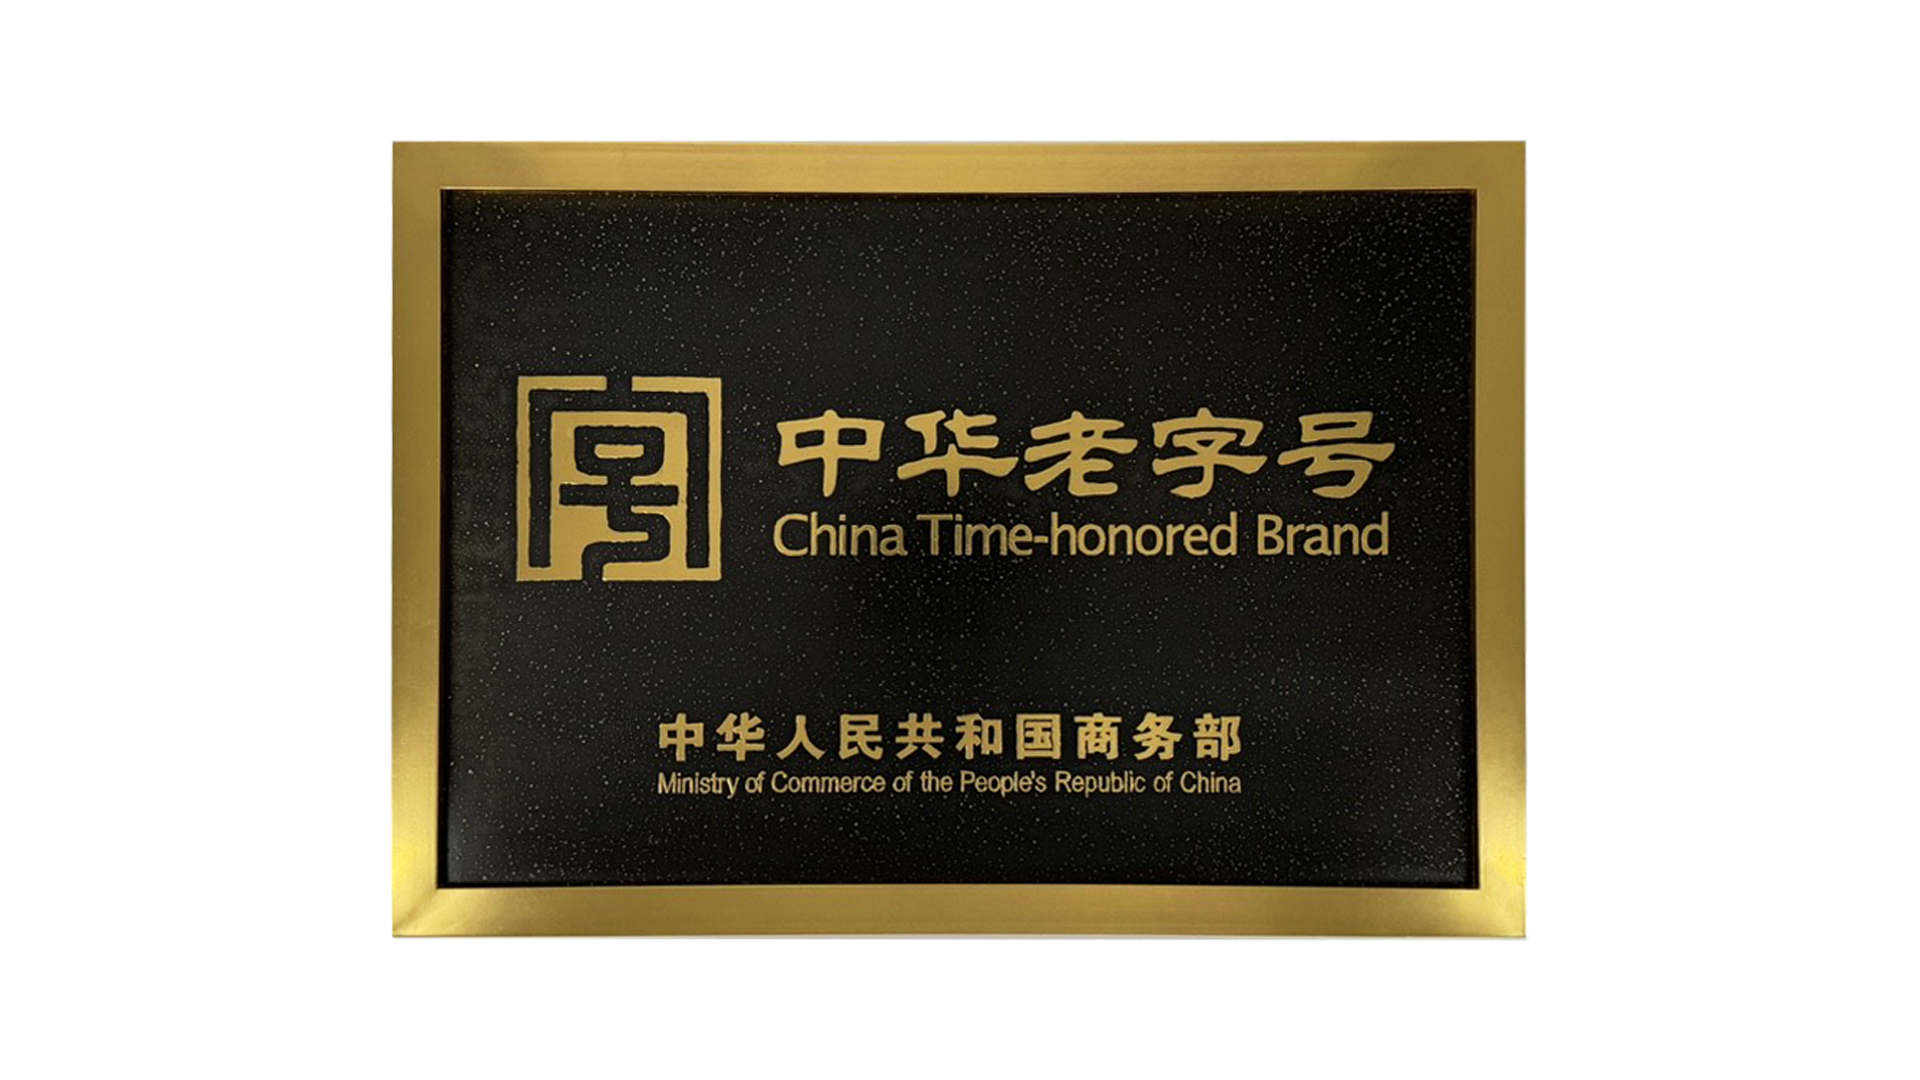 中华老字号
China Time-honored Brand
中华人民共和国商务部
Ministry of Commerce of the People's Republic of China